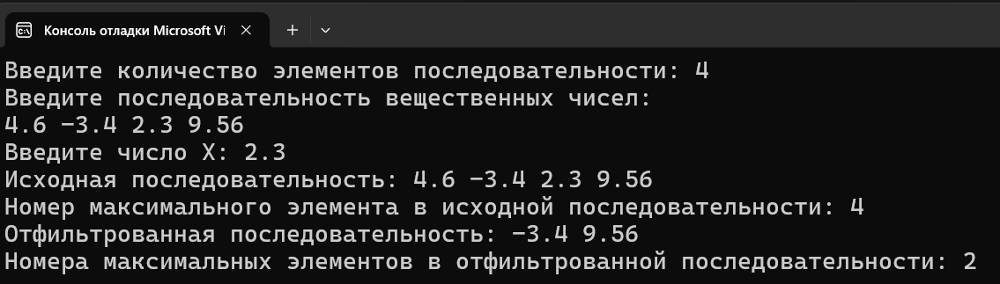 Консоль отладки Microsoft Vi
Введите количество элементов последовательности: 4
Введите последовательность вещественных чисел:
4.6 -3.4 2.3 9.56
Введите число X: 2.3
Исходная последовательность: 4.6 -3.4 2.3 9.56
Номер максимального элемента в исходной последовательности: 4
Отфильтрованная последовательность: -3.4 9.56
Номера максимальных элементов в отфильтрованной последовательности: 2